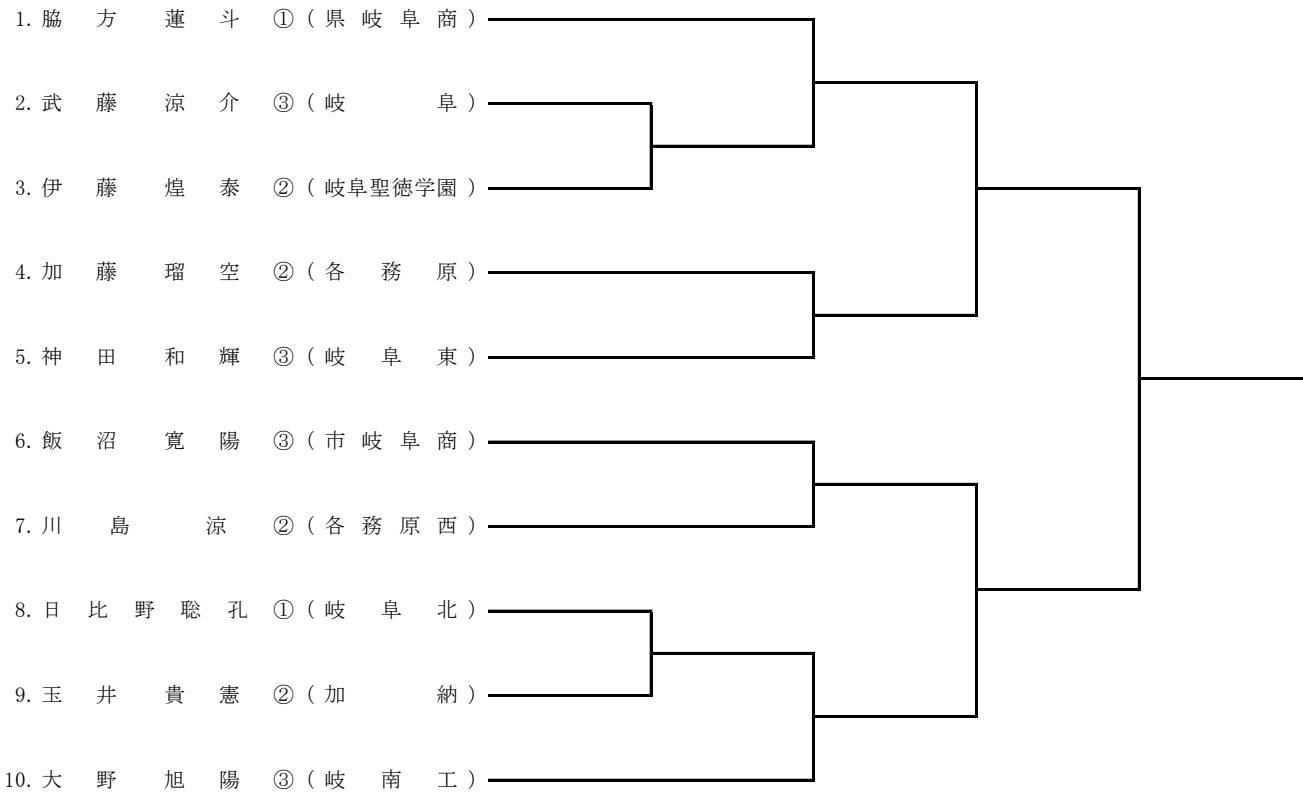 1. 脇方蓮斗 ① (県岐阜商)
2. 武藤涼介 ③ (岐阜)
3. 伊藤煌泰 ② (岐阜聖徳学園)
4. 加藤瑠空 ② (各務原)
5. 神田和輝 ③ (岐阜東)
6. 飯沼寛陽 ③ (市岐阜商)
7. 川島涼 ② (各務原西)
8. 日比野聡孔 ① (岐阜北)
9. 玉井貴憲 ② (加納)
10. 大野旭陽 ③ (岐南工)